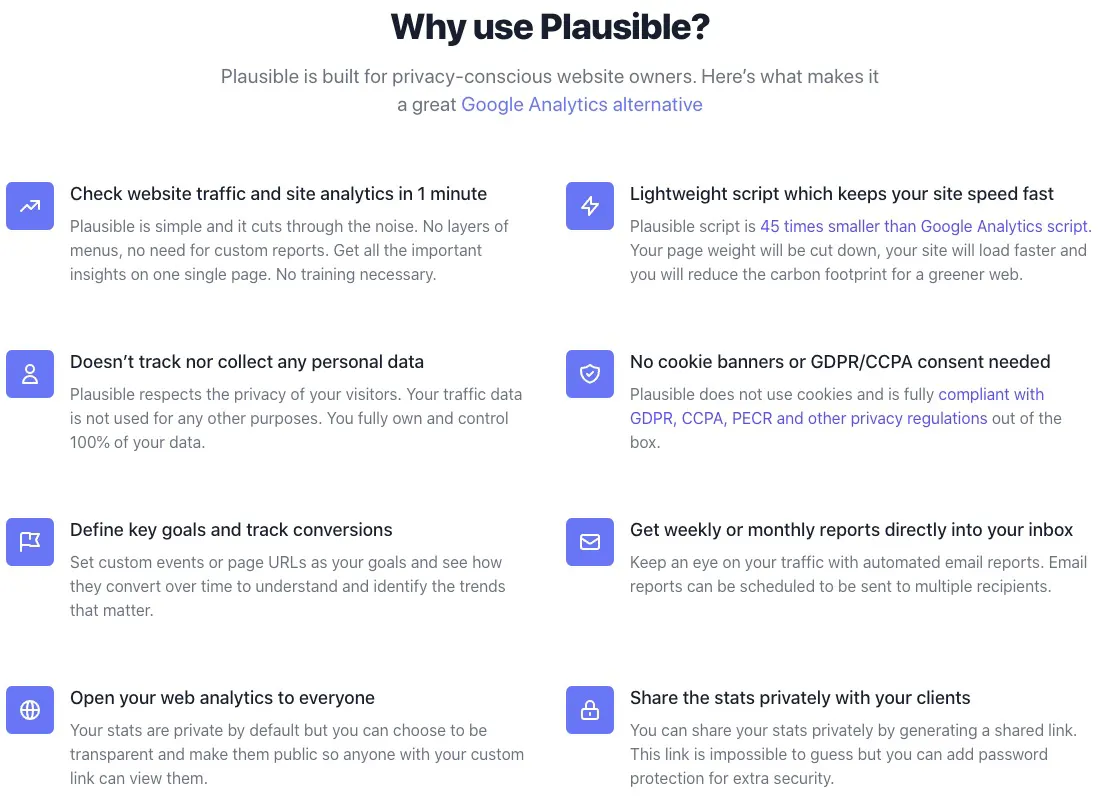 Why use Plausible?
Plausible is built for privacy-conscious website owners. Here’s what makes it
a great Google Analytics alternative
Check website traffic and site analytics in 1 minute
Plausible is simple and it cuts through the noise. No layers of
menus, no need for custom reports. Get all the important
insights on one single page. No training necessary.
Lightweight script which keeps your site speed fast
Plausible script is 45 times smaller than Google Analytics script.
Your page weight will be cut down, your site will load faster and
you will reduce the carbon footprint for a greener web.
Doesn’t track nor collect any personal data
Plausible respects the privacy of your visitors. Your traffic data
is not used for any other purposes. You fully own and control
100% of your data.
No cookie banners or GDPR/CCPA consent needed
Plausible does not use cookies and is fully compliant with
GDPR, CCPA, PECR and other privacy regulations out of the
box.
Define key goals and track conversions
Set custom events or page URLs as your goals and see how
they convert over time to understand and identify the trends
that matter.
Get weekly or monthly reports directly into your inbox
Keep an eye on your traffic with automated email reports. Email
reports can be scheduled to be sent to multiple recipients.
Open your web analytics to everyone
Your stats are private by default but you can choose to be
transparent and make them public so anyone with your custom
link can view them.
Share the stats privately with your clients
You can share your stats privately by generating a shared link.
This link is impossible to guess but you can add password
protection for extra security.